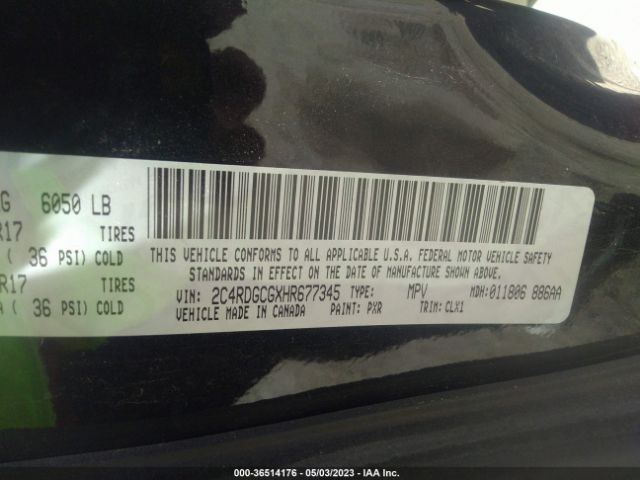 G 6050 LB
R17 TIRES
( 36 PSI) COLD
R17 TIRES
A ( 36 PSI) COLD
THIS VEHICLE CONFORMS TO ALL APPLICABLE U.S.A. FEDERAL MOTOR VEHICLE SAFETY
STANDARDS IN EFFECT ON THE DATE OF MANUFACTURE SHOWN ABOVE.
VIN: 2C4RDGCGXHR677345 TYPE: MPV MDH: 011806 886AA
VEHICLE MADE IN CANADA PAINT: PXR TRIM: CLX1
000-36514176 - 05/03/2023 - IAA Inc.